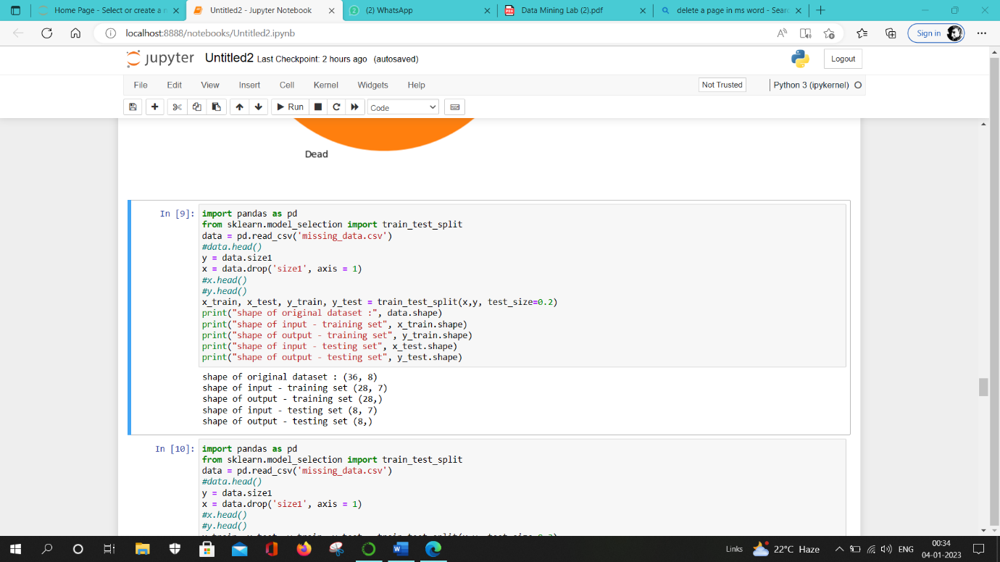 Home Page - Select or create a n
Untitled2 - Jupyter Notebook
(2) WhatsApp
Data Mining Lab (2).pdf
delete a page in ms word - Searc
localhost:8888/notebooks/Untitled2.ipynb
Sign in
jupyter Untitled2 Last Checkpoint: 2 hours ago (autosaved)
Logout
File Edit View Insert Cell Kernel Widgets Help
Not Trusted
Python 3 (ipykernel)
Run
Code
Dead
In [9]: import pandas as pd
from sklearn.model_selection import train_test_split
data = pd.read_csv('missing_data.csv')
#data.head()
y = data.size1
x = data.drop('size1', axis = 1)
#x.head()
#y.head()
x_train, x_test, y_train, y_test = train_test_split(x,y, test_size=0.2)
print("shape of original dataset :", data.shape)
print("shape of input - training set", x_train.shape)
print("shape of output - training set", y_train.shape)
print("shape of input - testing set", x_test.shape)
print("shape of output - testing set", y_test.shape)
shape of original dataset : (36, 8)
shape of input - training set (28, 7)
shape of output - training set (28,)
shape of input - testing set (8, 7)
shape of output - testing set (8,)
In [10]: import pandas as pd
from sklearn.model_selection import train_test_split
data = pd.read_csv('missing_data.csv')
#data.head()
y = data.size1
x = data.drop('size1', axis = 1)
#x.head()
#y.head()
Links
22°C Haze
ENG
00:34
04-01-2023